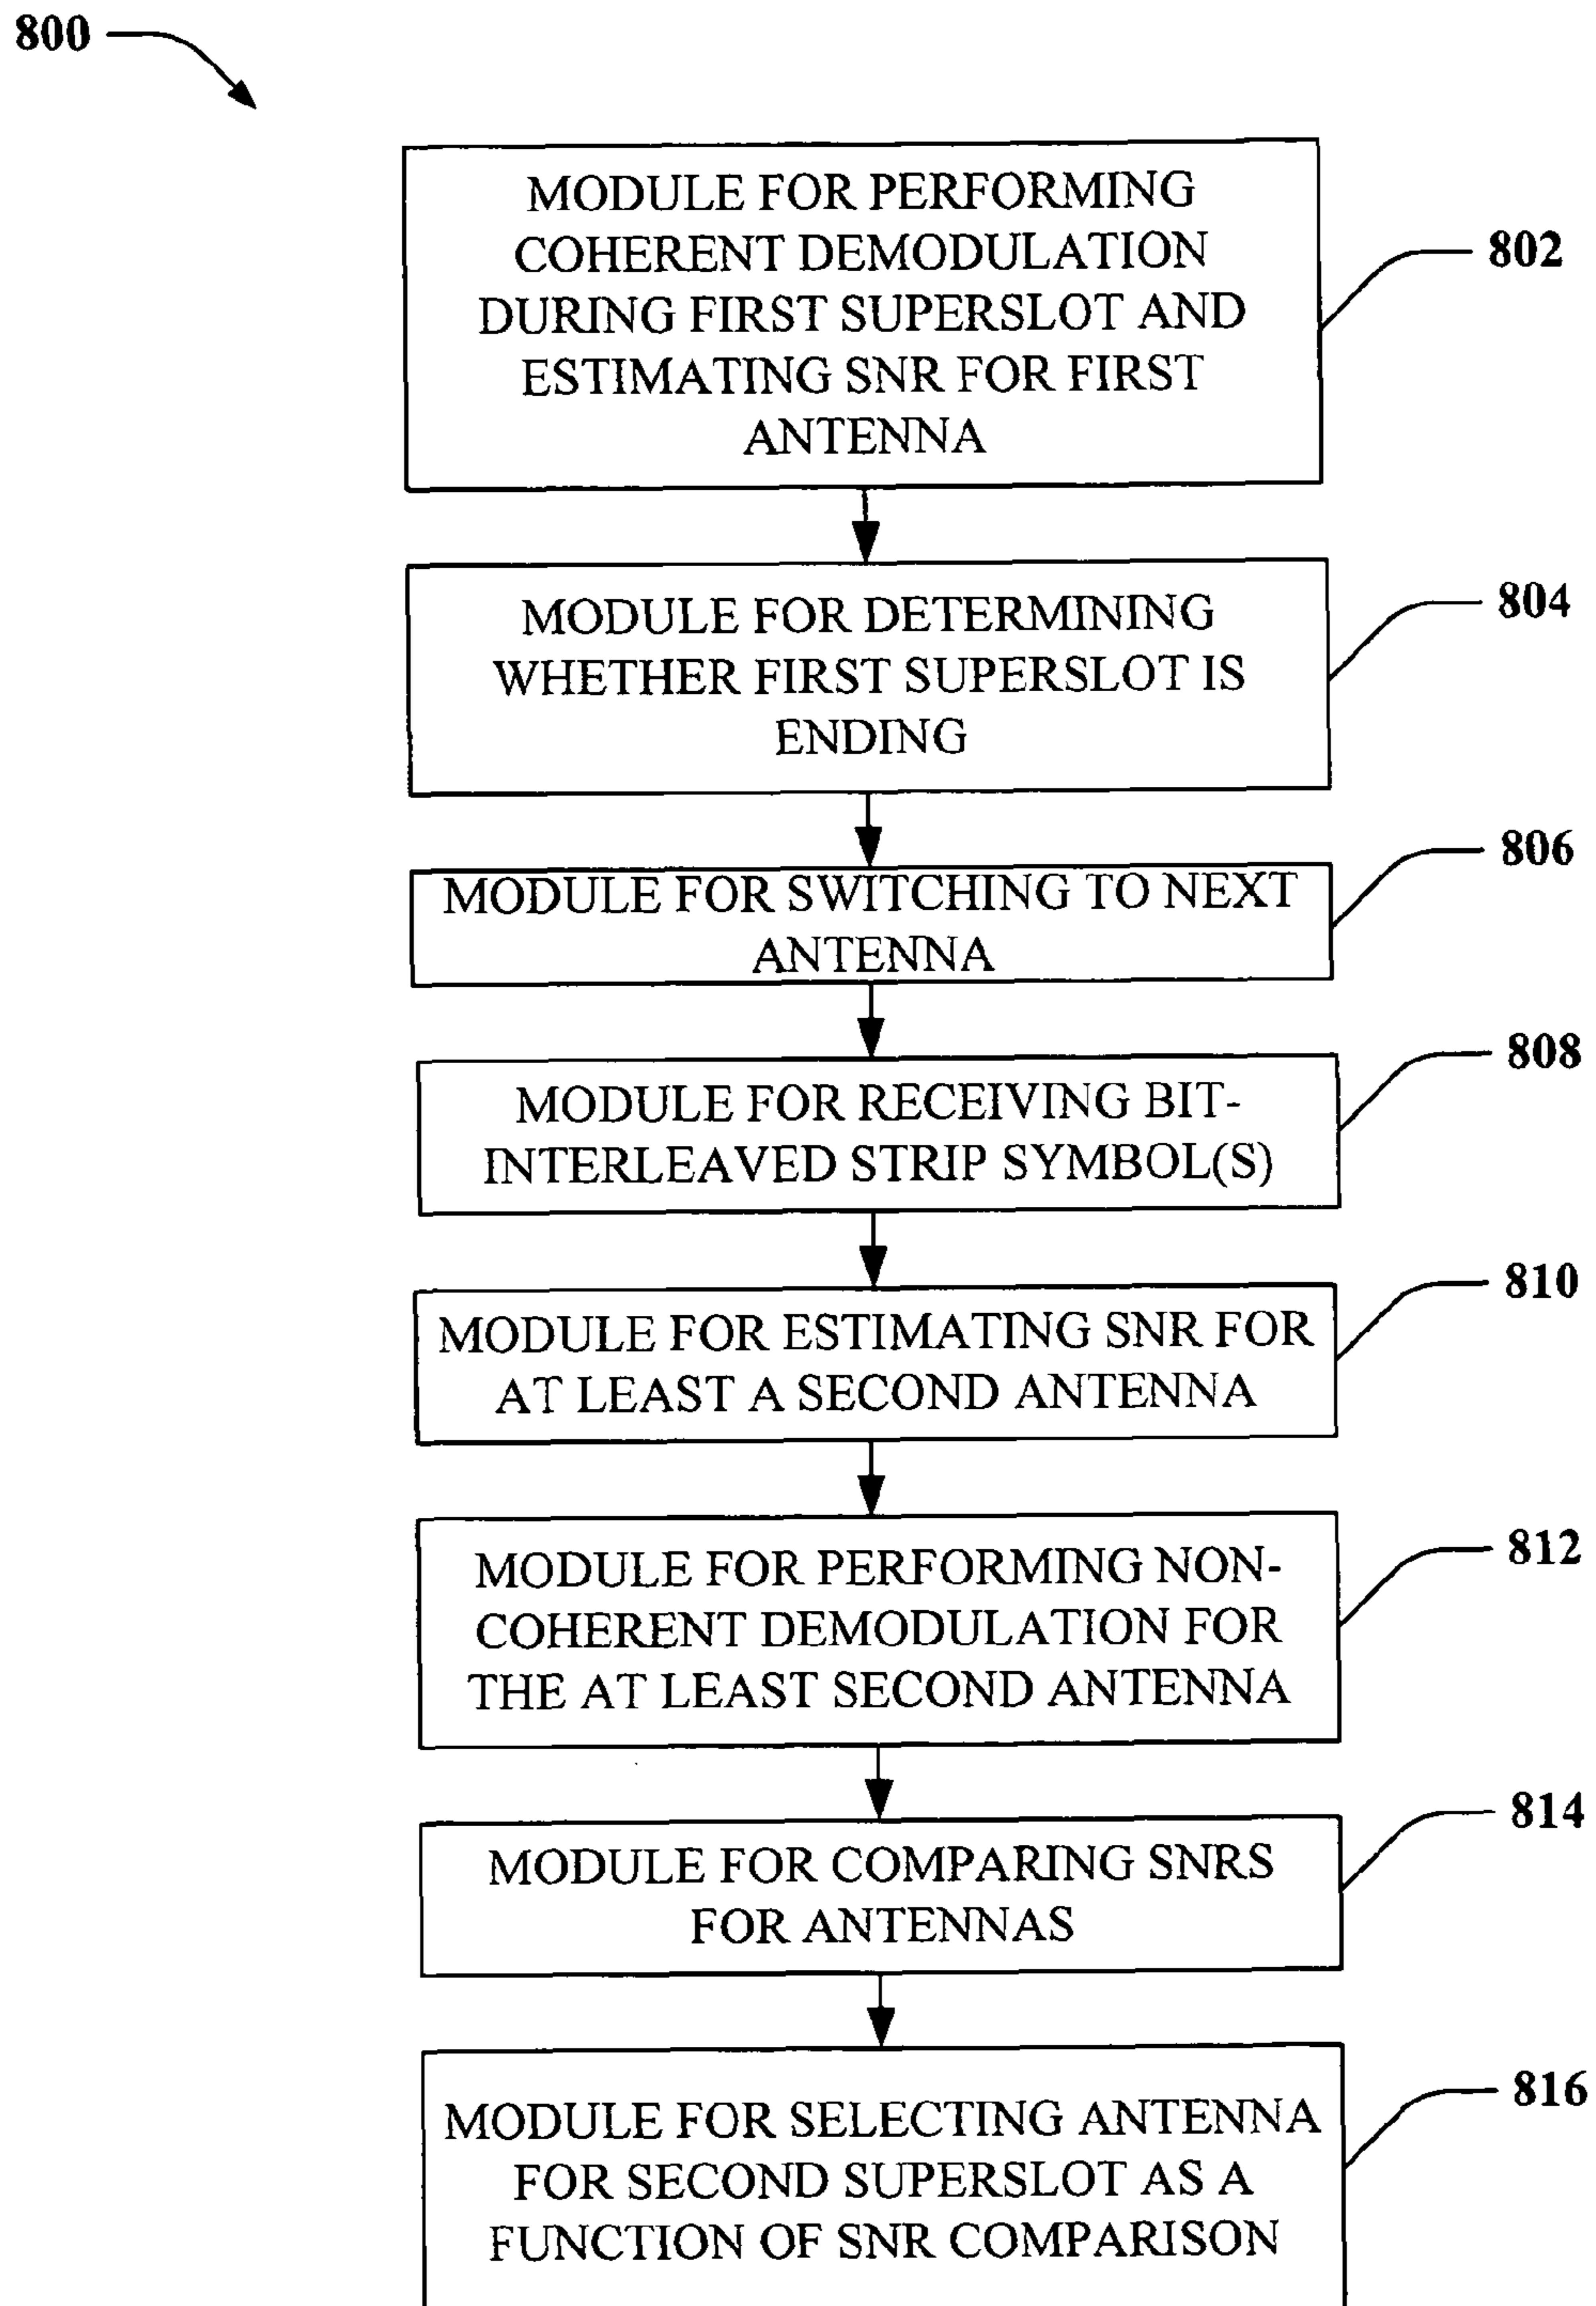 800
MODULE FOR PERFORMING
COHERENT DEMODULATION
DURING FIRST SUPERSLOT AND
ESTIMATING SNR FOR FIRST
ANTENNA
802
MODULE FOR DETERMINING
WHETHER FIRST SUPERSLOT IS
ENDING
804
MODULE FOR SWITCHING TO NEXT
ANTENNA
806
MODULE FOR RECEIVING BIT-
INTERLEAVED STRIP SYMBOL(S)
808
MODULE FOR ESTIMATING SNR FOR
AT LEAST A SECOND ANTENNA
810
MODULE FOR PERFORMING NON-
COHERENT DEMODULATION FOR
THE AT LEAST SECOND ANTENNA
812
MODULE FOR COMPARING SNRS
FOR ANTENNAS
814
MODULE FOR SELECTING ANTENNA
FOR SECOND SUPERSLOT AS A
FUNCTION OF SNR COMPARISON
816